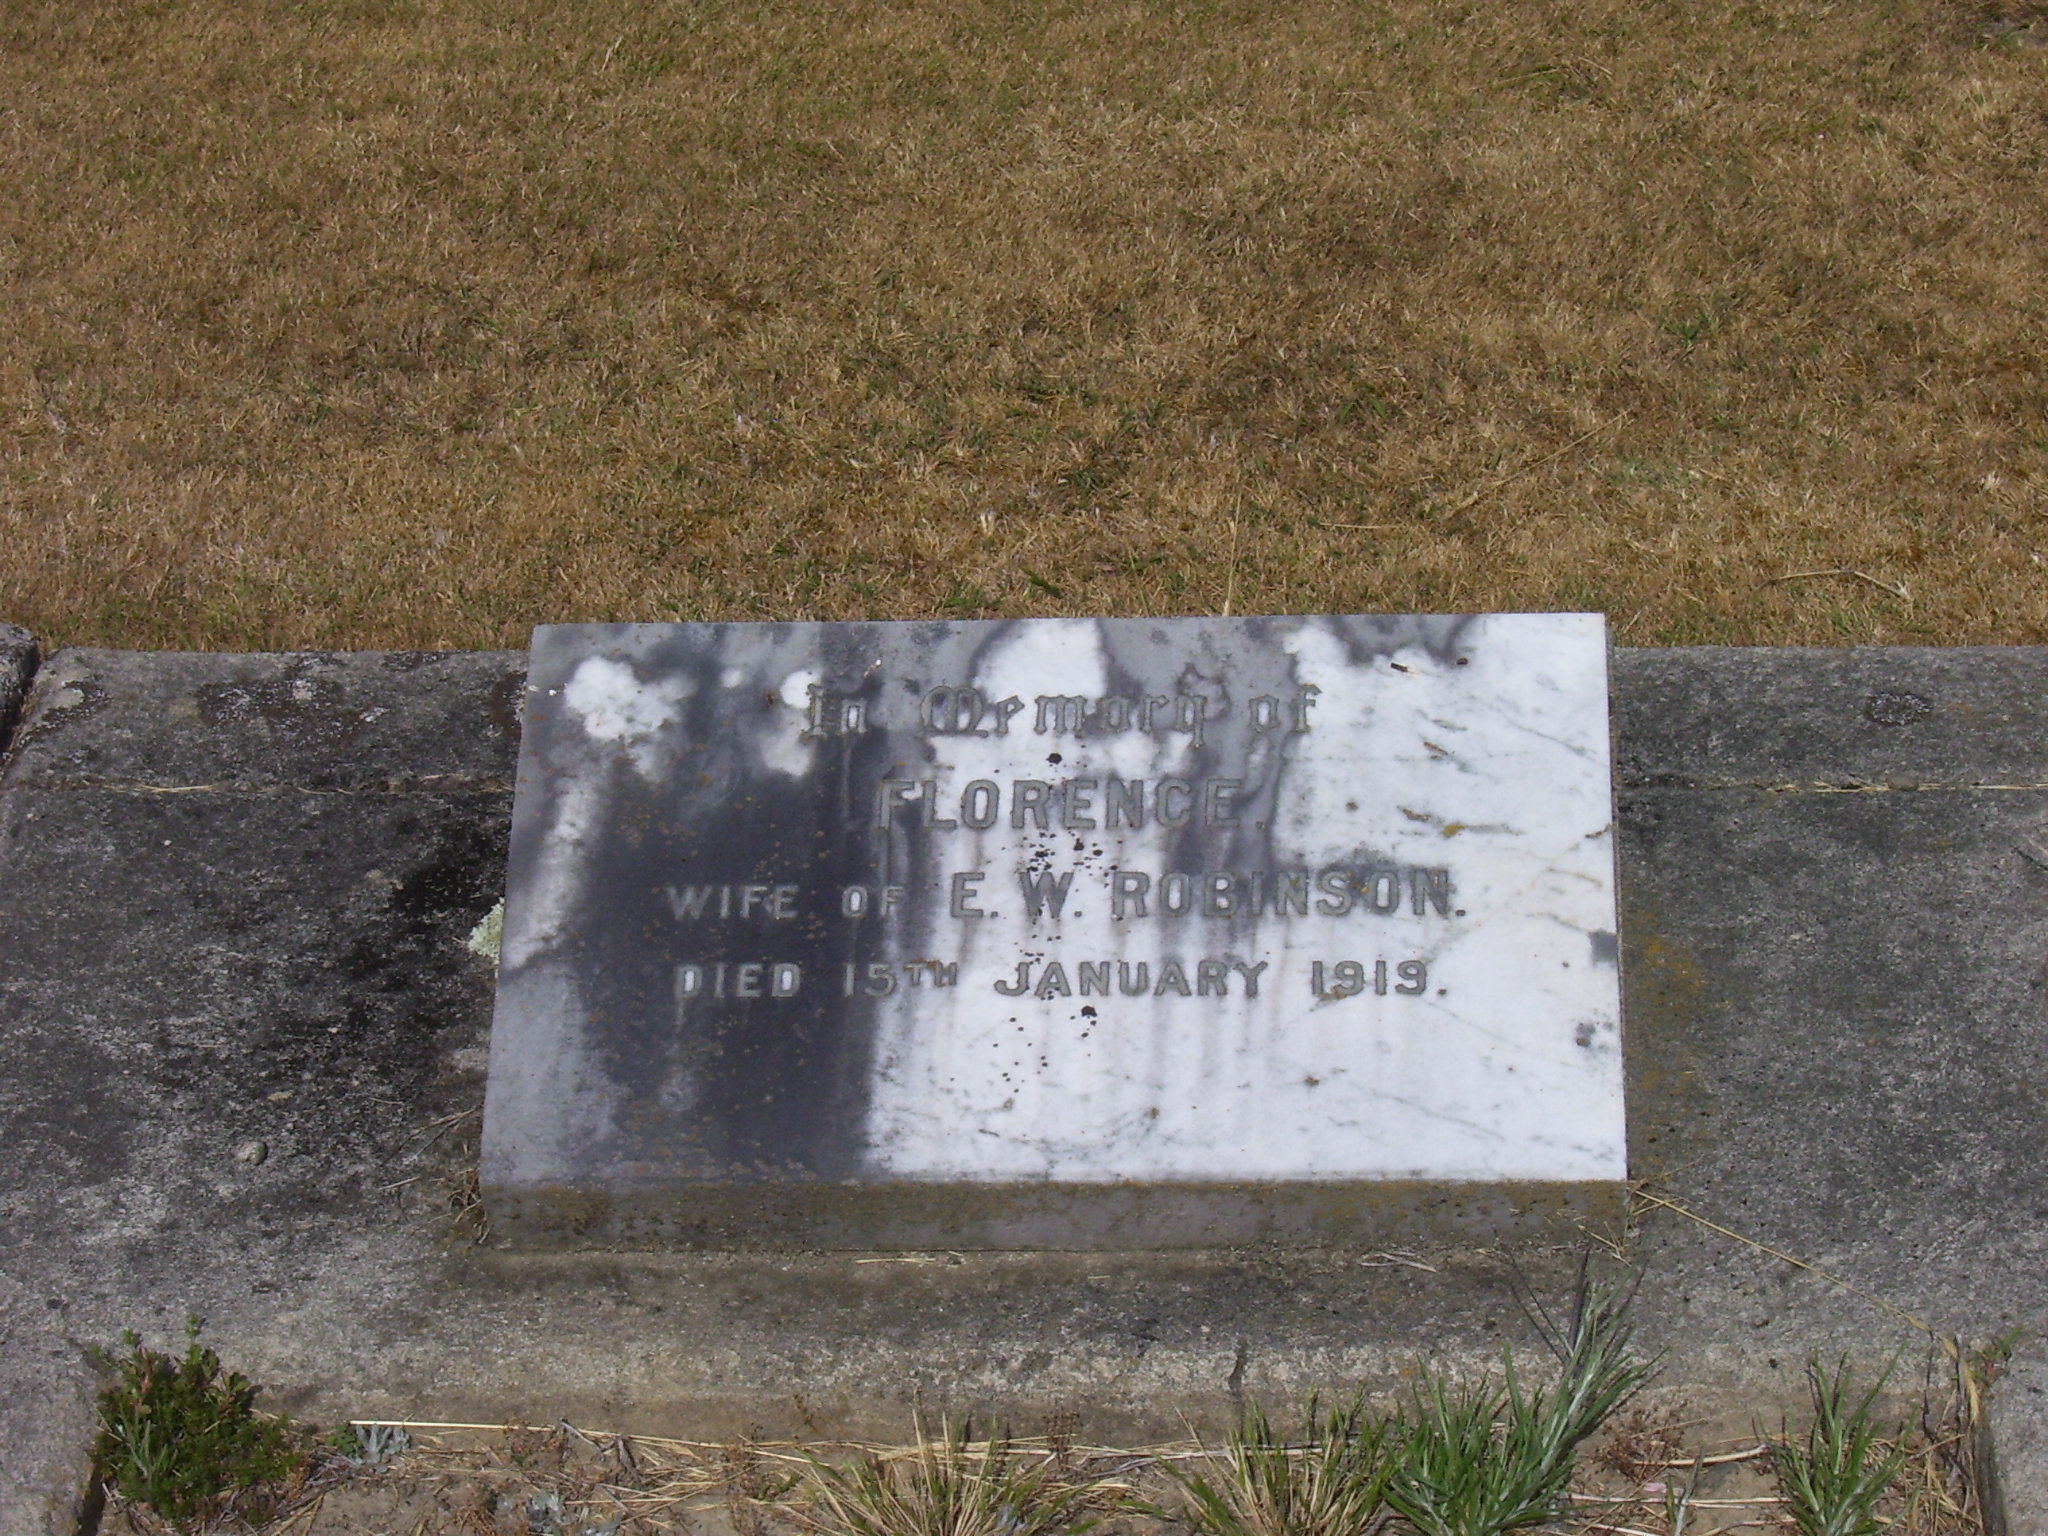 In Memory of
FLORENCE,
WIFE OF E. W. ROBINSON.
DIED 15TH JANUARY 1919.